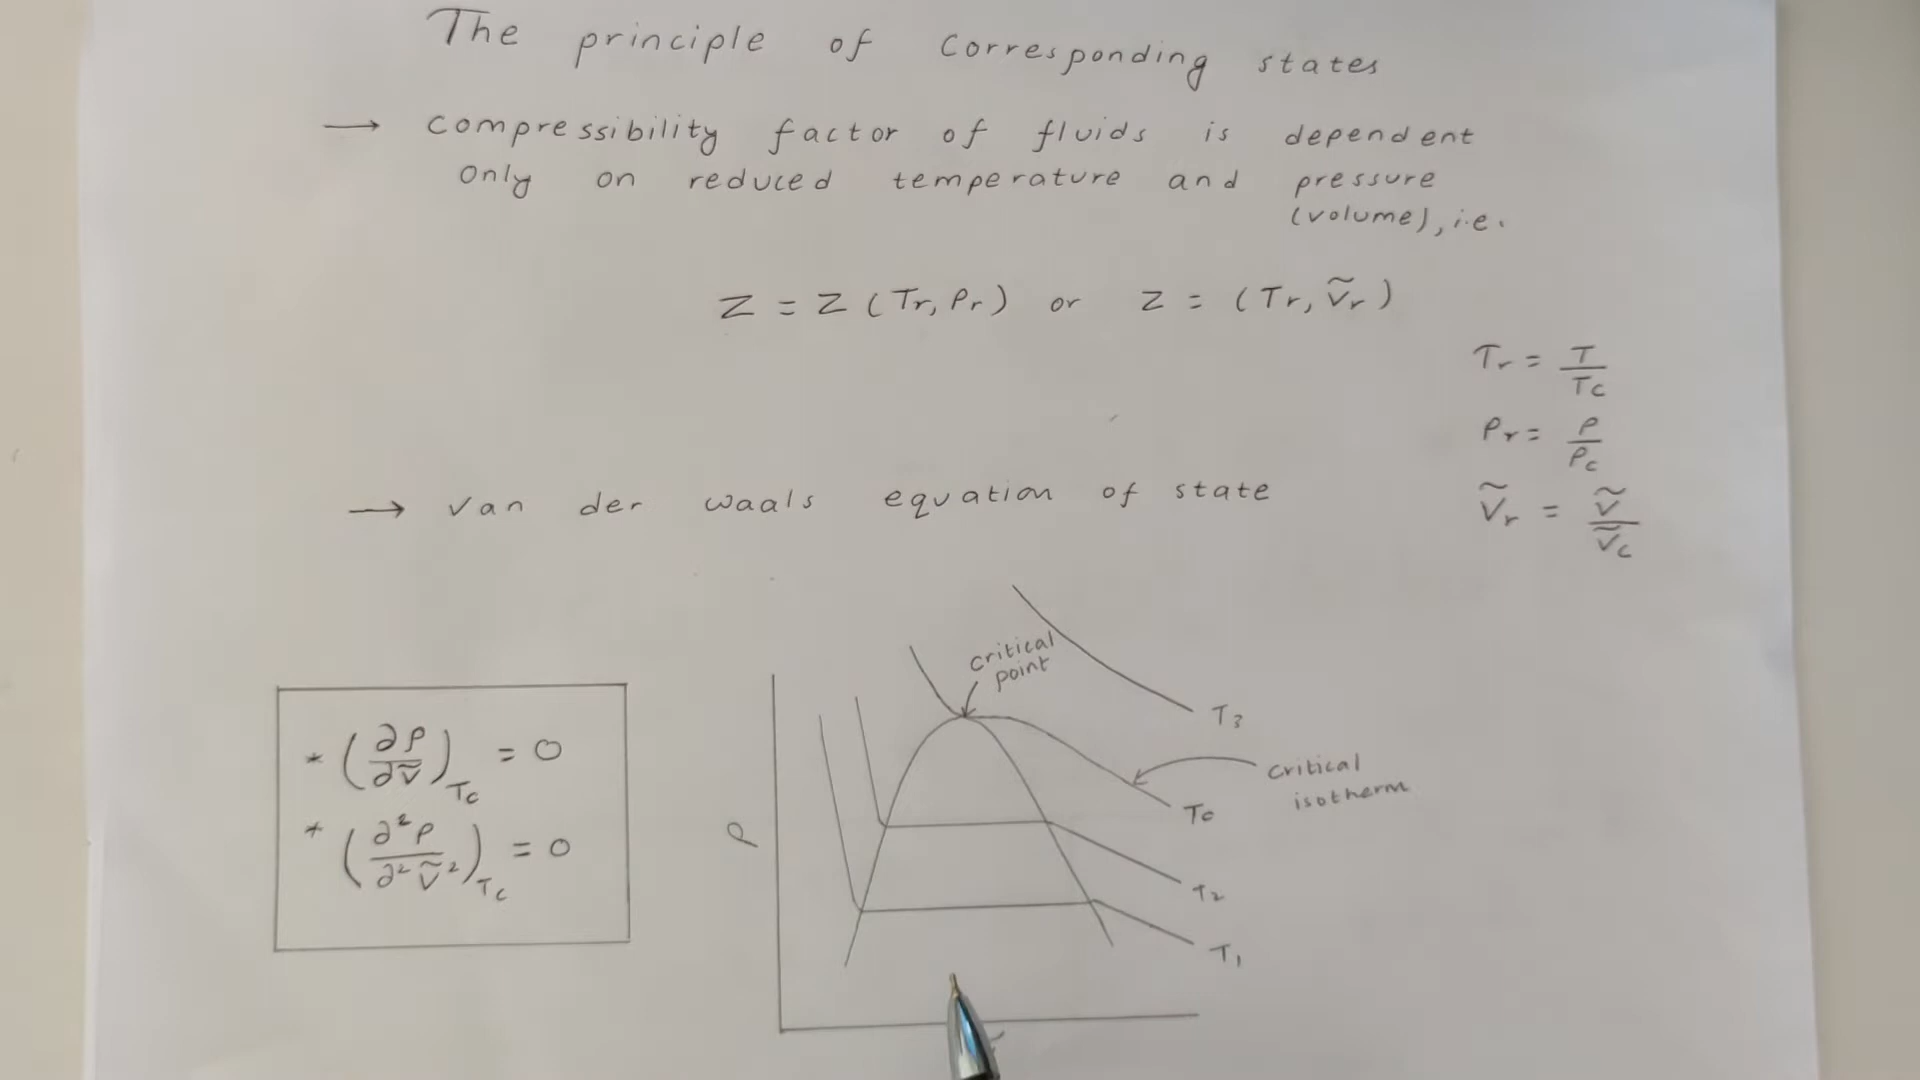 The principle of corresponding states
→ compressibility factor of fluids is dependent
only on reduced temperature and pressure
(volume), i.e.
Z = Z (Tr, Pr) or Z = (Tr, Ṽr)
Tr = T/Tc
Pr = P/Pc
Ṽr = Ṽ/Ṽc
→ van der waals equation of state
critical
point
T3
critical
isotherm
* (∂P/∂Ṽ)Tc = 0
* (∂²P/∂²Ṽ²)Tc = 0
P
Tc
T2
T1